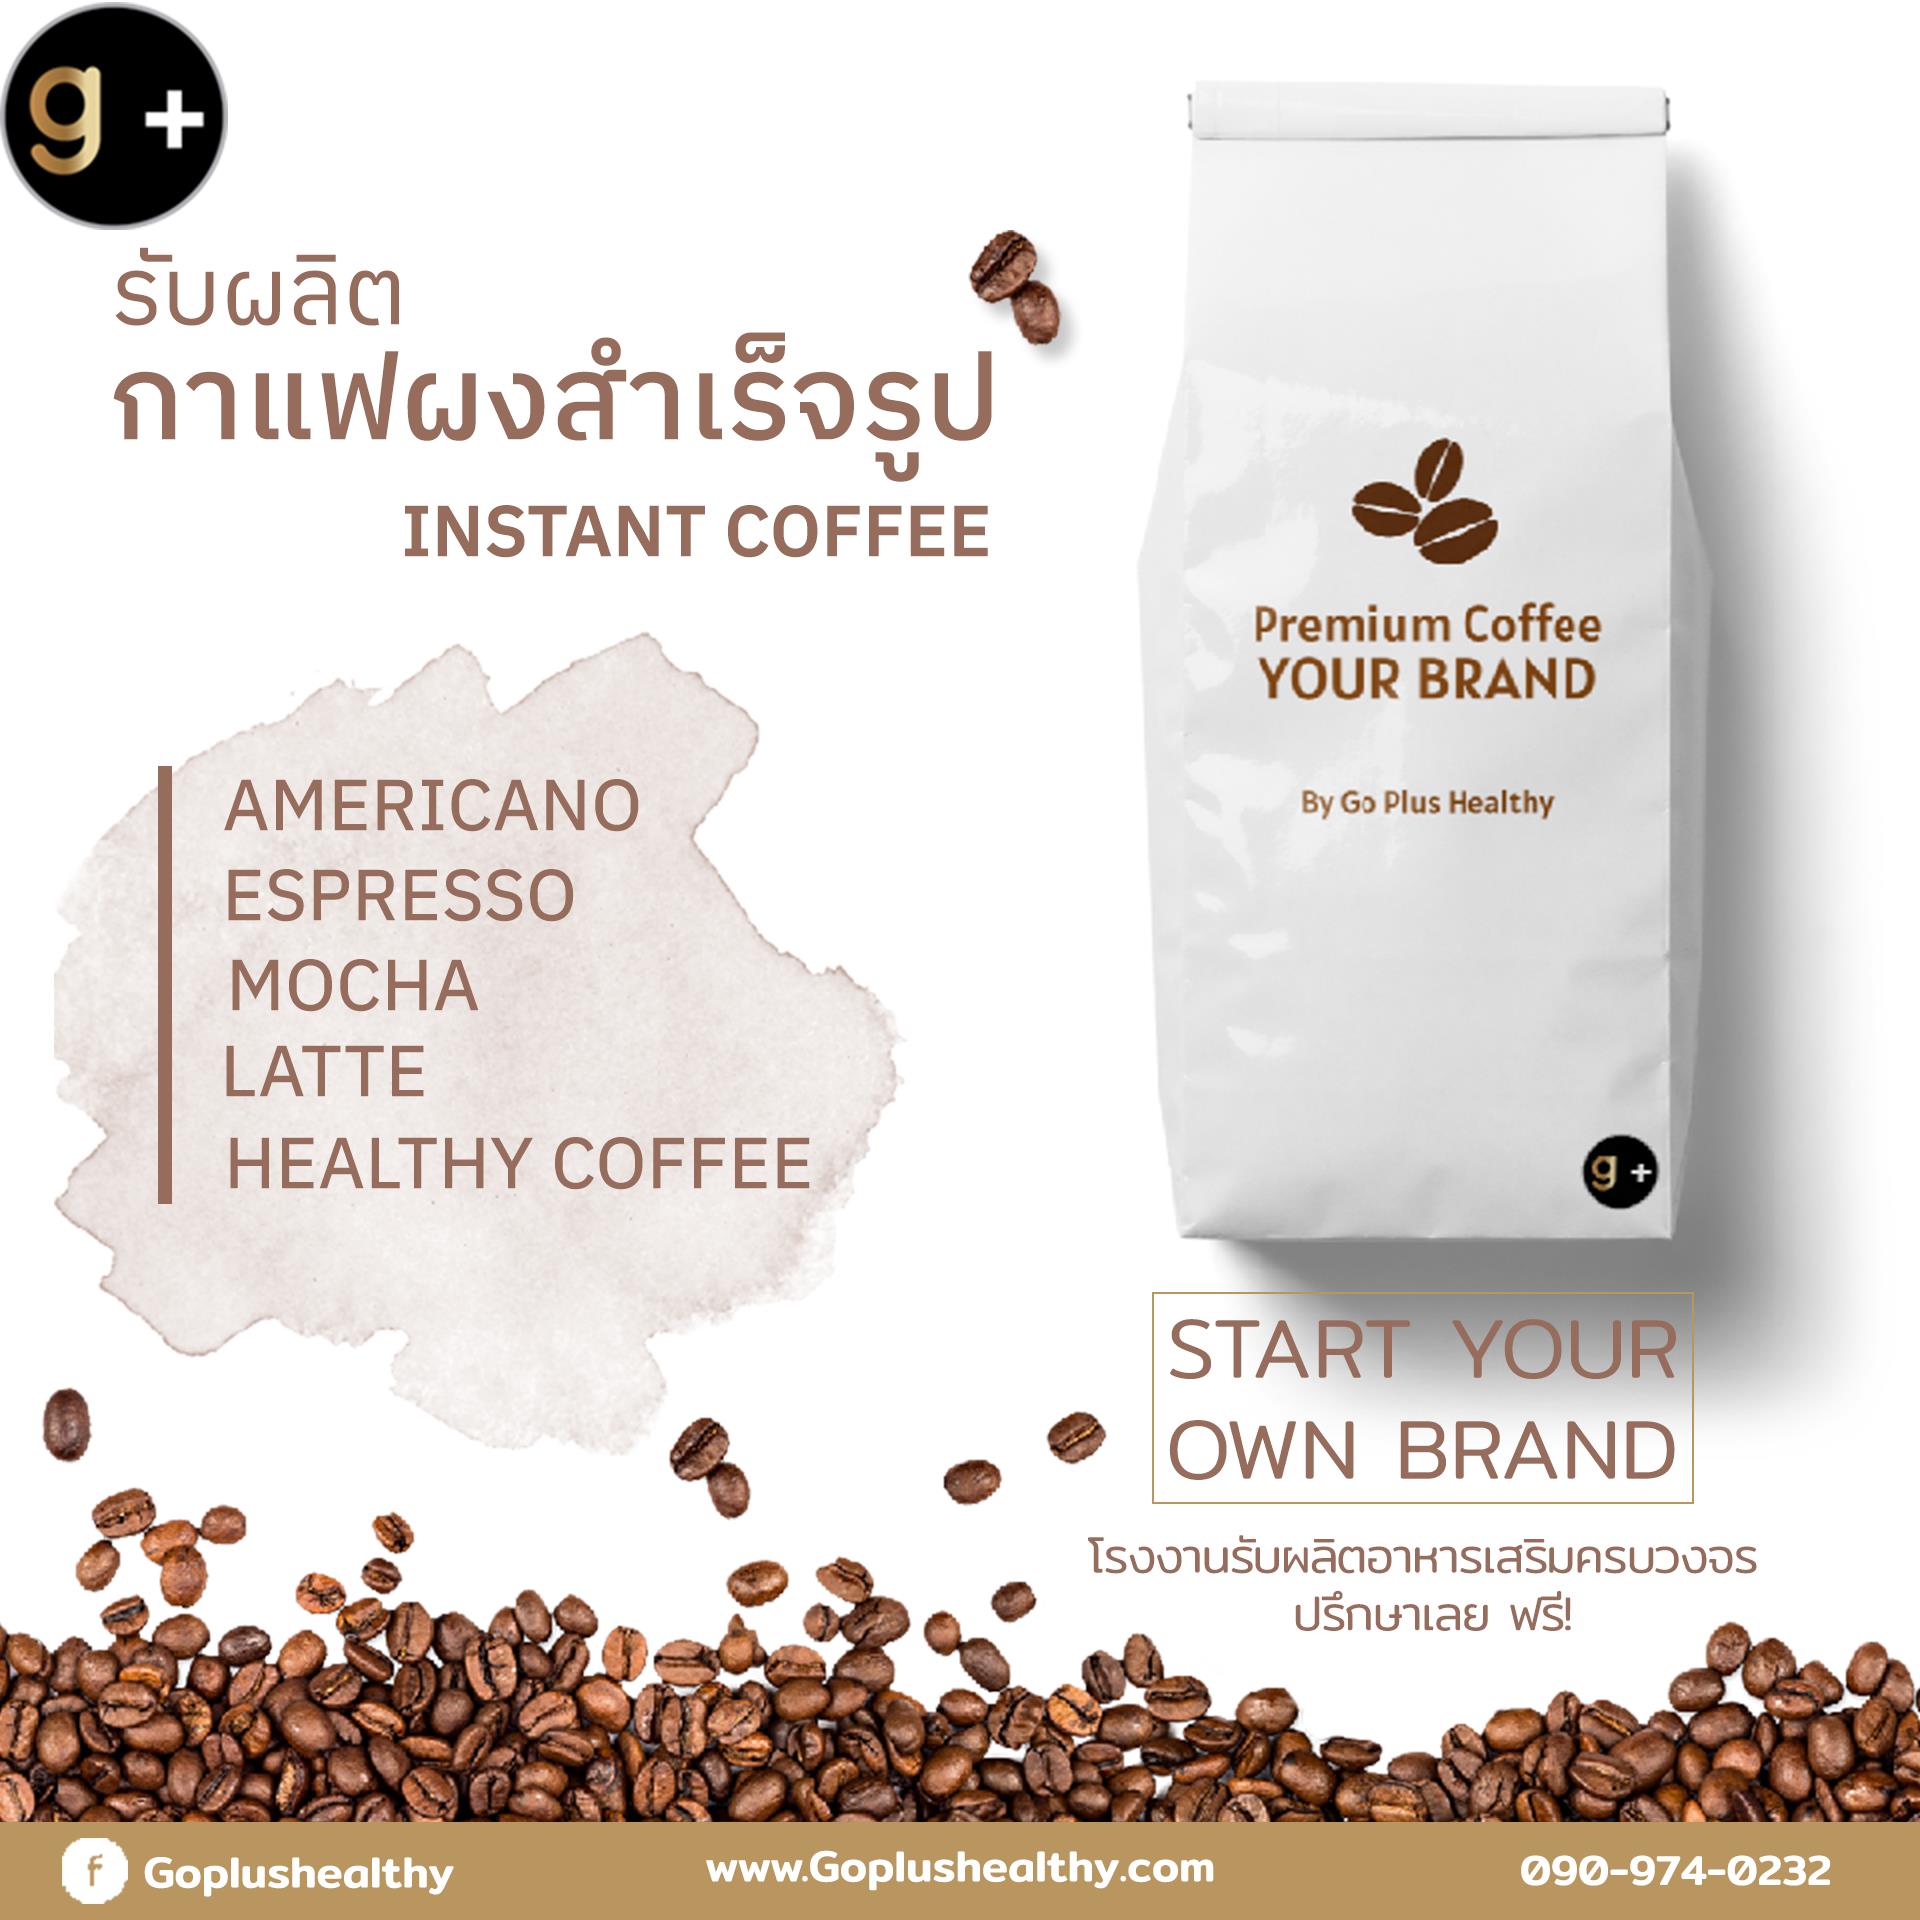 g +
รับผลิต
กาแฟผงสำเร็จรูป
INSTANT COFFEE
AMERICANO
ESPRESSO
MOCHA
LATTE
HEALTHY COFFEE
Premium Coffee
YOUR BRAND
By Go Plus Healthy
g +
START YOUR
OWN BRAND
โรงงานรับผลิตอาหารเสริมครบวงจร
ปรึกษาเลย ฟรี!
f Goplushealthy
www.Goplushealthy.com
090-974-0232